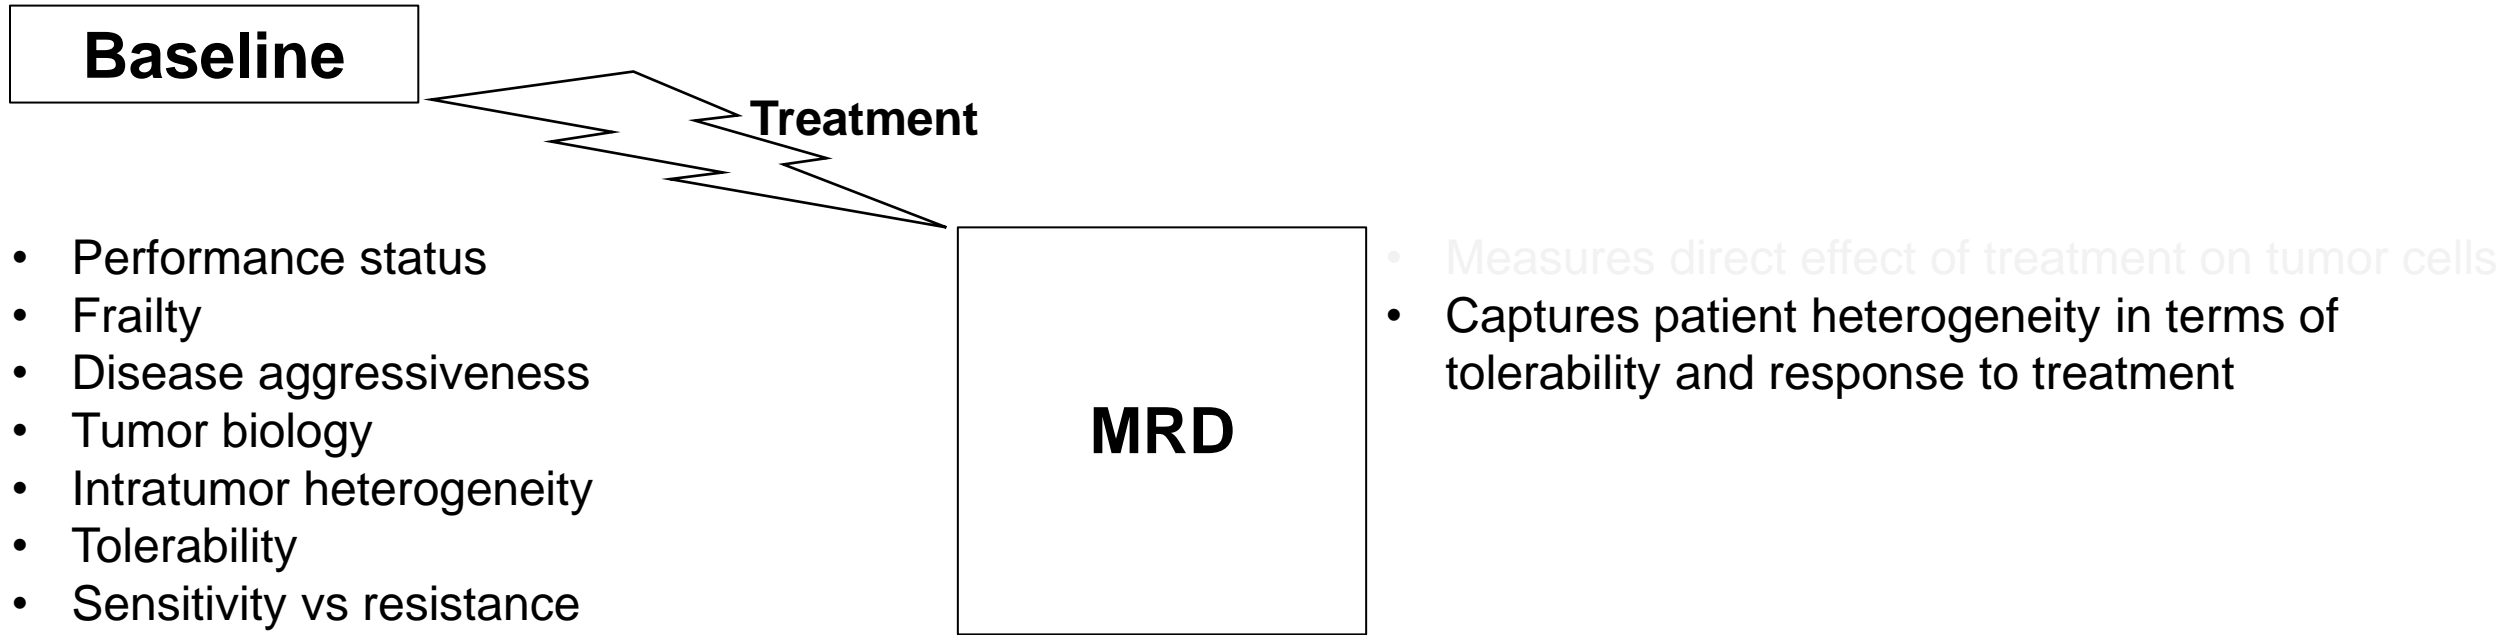 Baseline
Treatment
• Performance status
• Frailty
• Disease aggressiveness
• Tumor biology
• Intratumor heterogeneity
• Tolerability
• Sensitivity vs resistance
MRD
• Measures direct effect of treatment on tumor cells
• Captures patient heterogeneity in terms of
tolerability and response to treatment